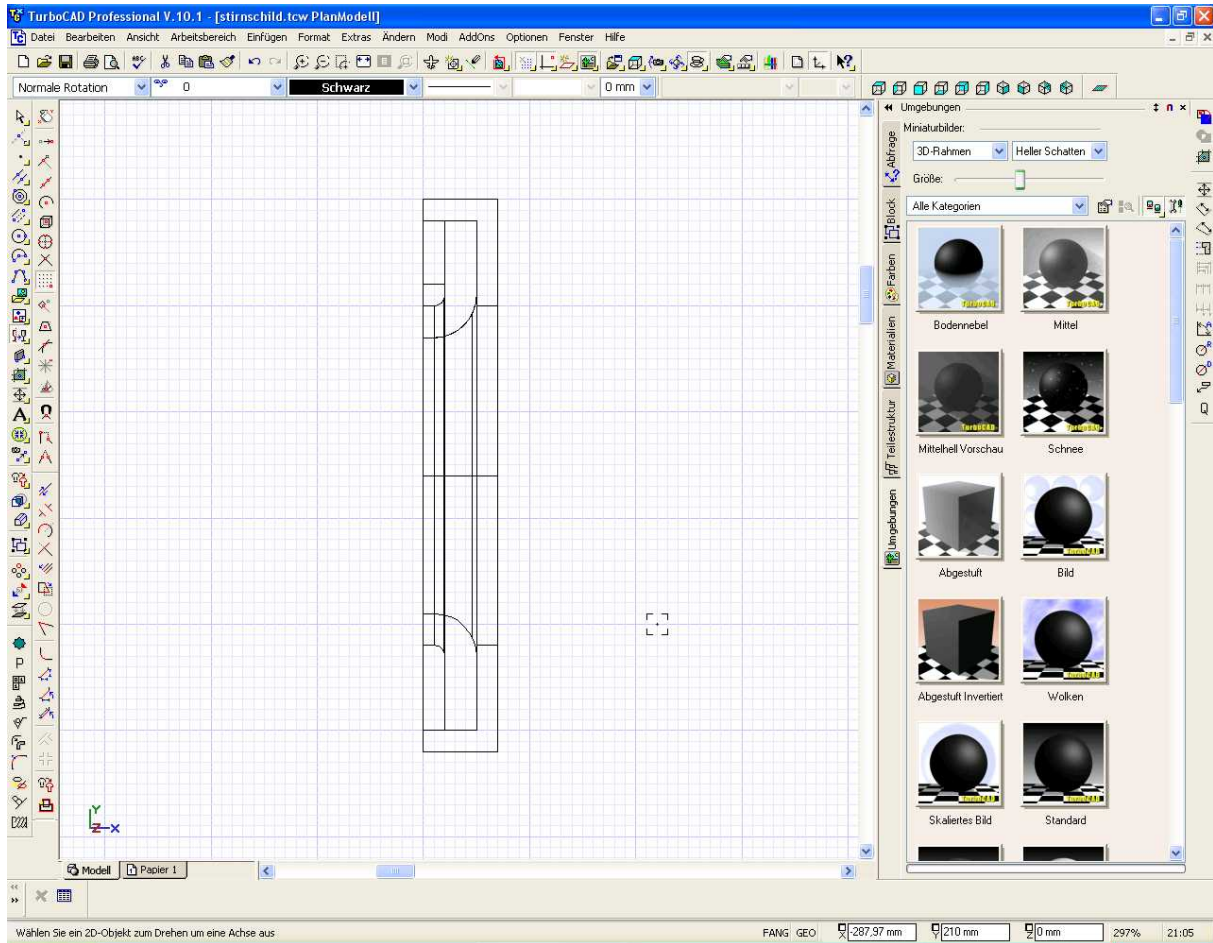 TurboCAD Professional V.10.1 - [stirnschild.tcw PlanModell]
Datei Bearbeiten Ansicht Arbeitsbereich Einfügen Format Extras Ändern Modi AddOns Optionen Fenster Hilfe
Normale Rotation 0 Schwarz 0 mm
Umgebungen
Miniaturbilder:
3D-Rahmen Heller Schatten
Größe:
Alle Kategorien
Abfrage
Block
Farben
Materialien
Teilestruktur
Umgebungen
Bodennebel Mittel
Mittelhell Vorschau Schnee
Abgestuft Bild
Abgestuft Invertiert Wolken
Skaliertes Bild Standard
Y
Z X
Modell Papier 1
Wählen Sie ein 2D-Objekt zum Drehen um eine Achse aus
FANG GEO X -287,97 mm Y 210 mm Z 0 mm 297% 21:05